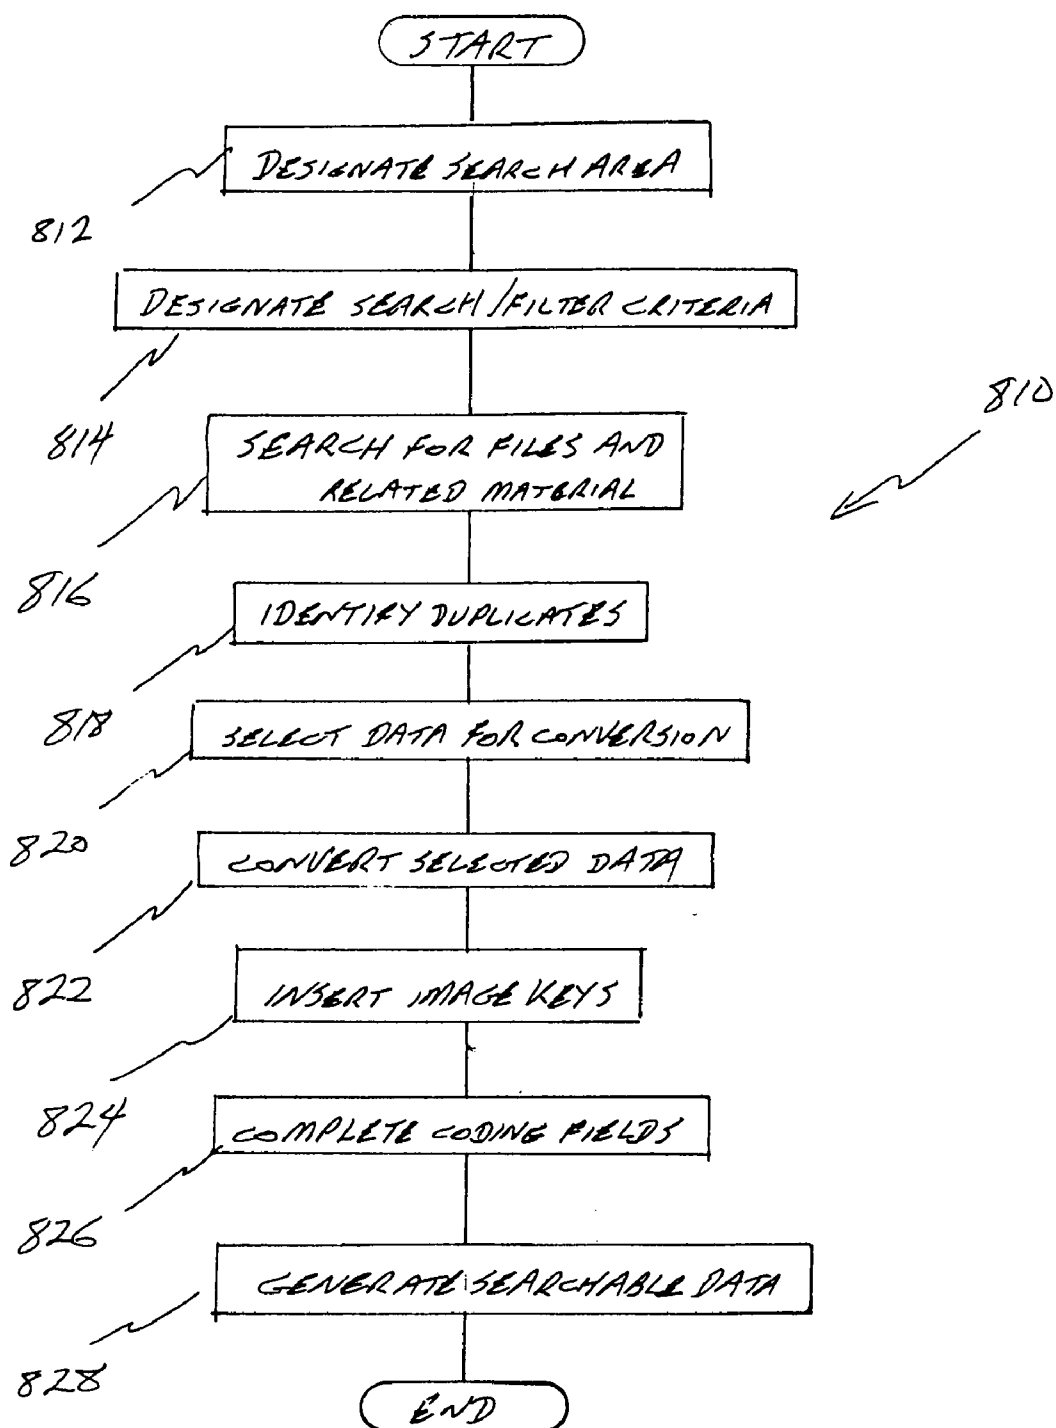 START
DESIGNATE SEARCH AREA
812
DESIGNATE SEARCH/FILTER CRITERIA
814
810
SEARCH FOR FILES AND
RELATED MATERIAL
816
IDENTIFY DUPLICATES
818
SELECT DATA FOR CONVERSION
820
CONVERT SELECTED DATA
822
INSERT IMAGE KEYS
824
COMPLETE CODING FIELDS
826
GENERATE SEARCHABLE DATA
828
END